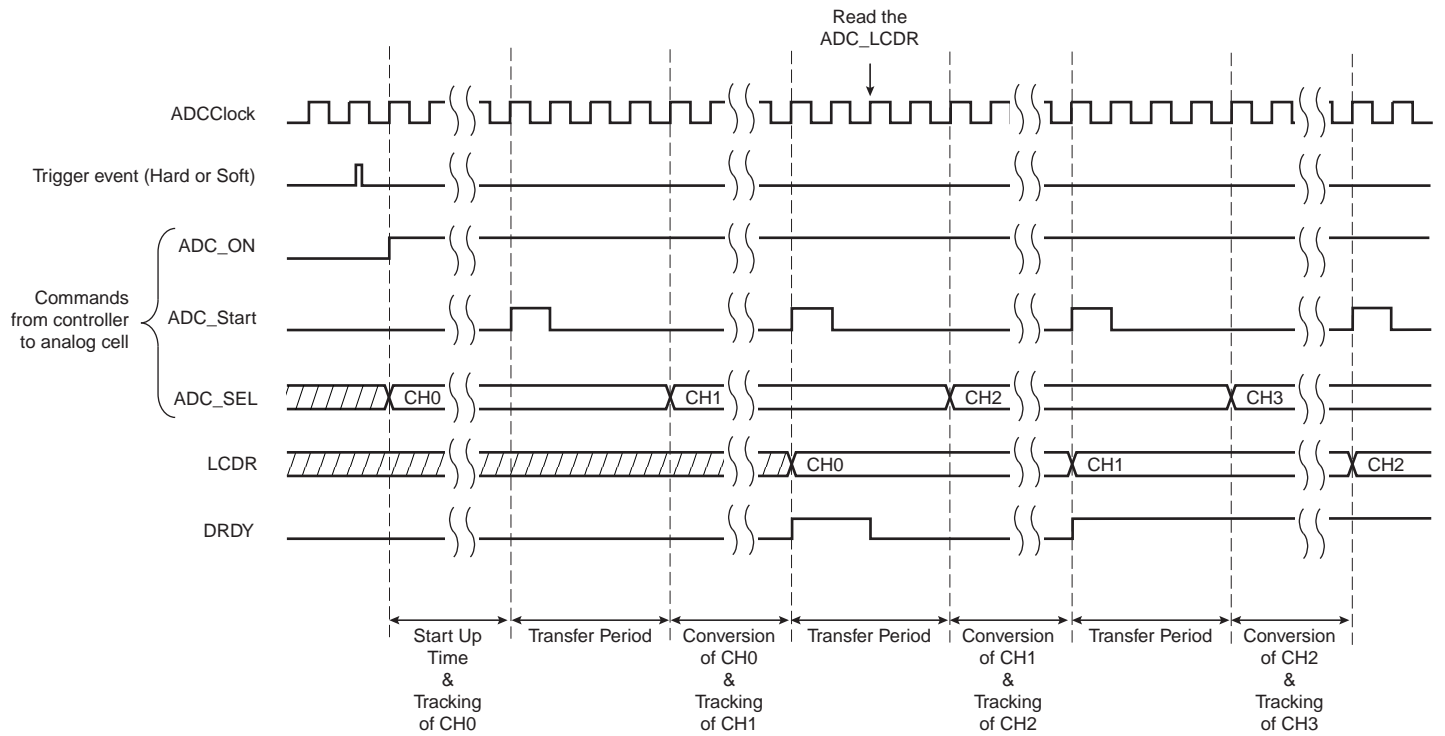 Read the
ADC_LCDR
ADCClock
Trigger event (Hard or Soft)
ADC_ON
Commands
from controller
to analog cell
ADC_Start
ADC_SEL
CH0
CH1
CH2
CH3
LCDR
CH0
CH1
CH2
DRDY
Start Up
Time
&
Tracking
of CH0
Transfer Period
Conversion
of CH0
&
Tracking
of CH1
Transfer Period
Conversion
of CH1
&
Tracking
of CH2
Transfer Period
Conversion
of CH2
&
Tracking
of CH3